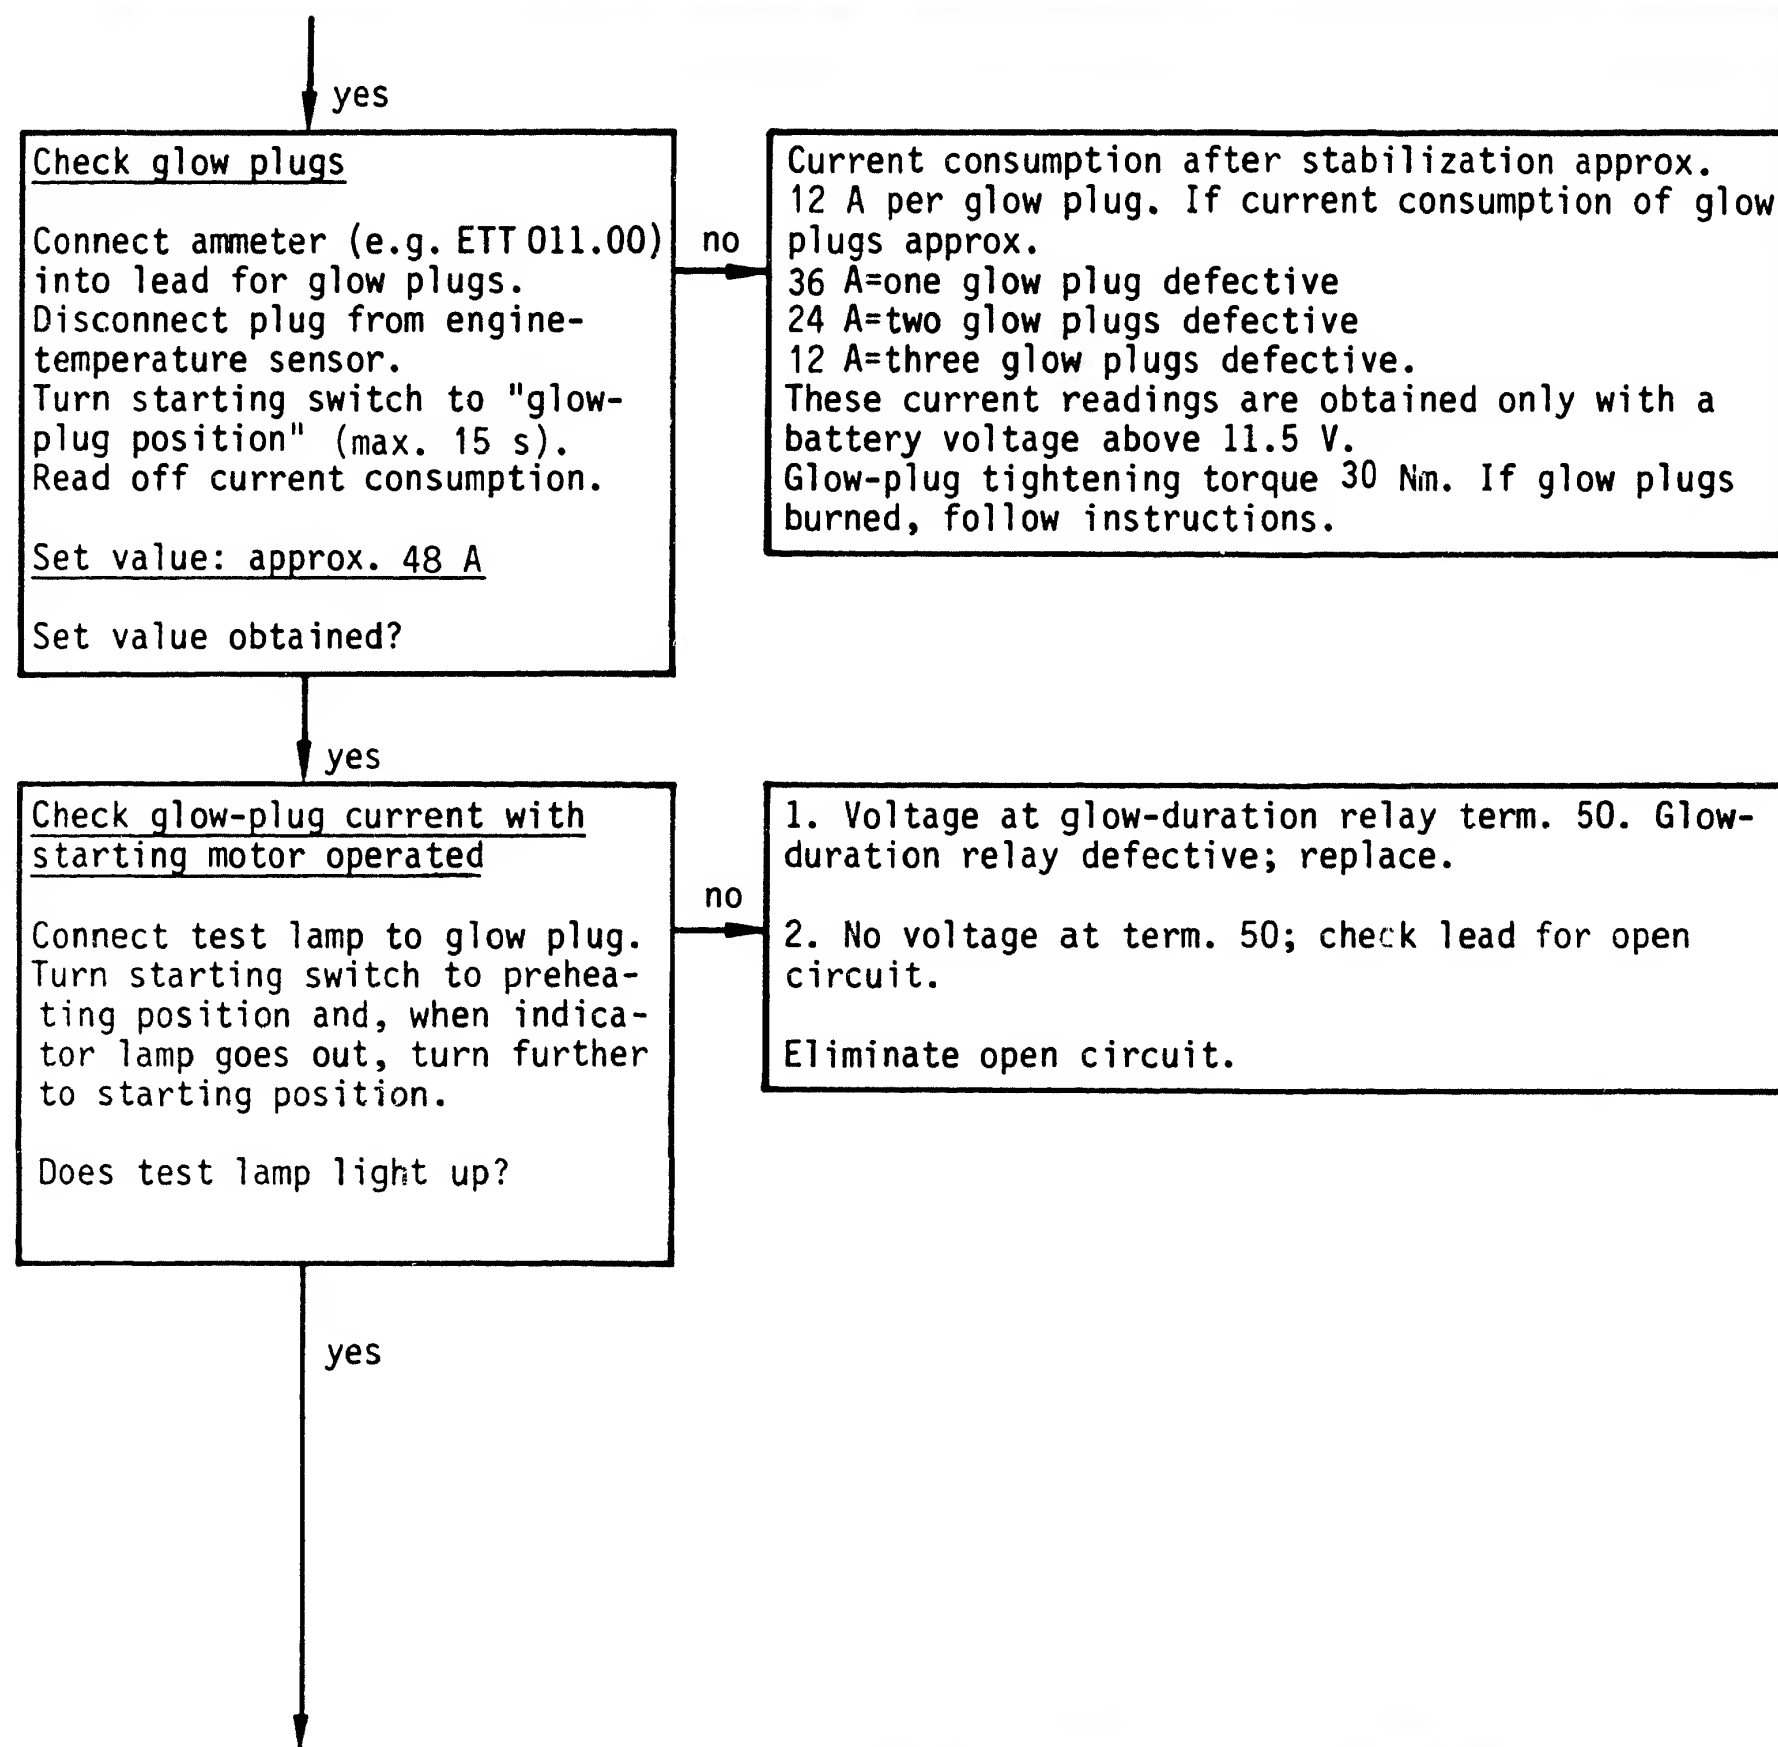 yes
Check glow plugs
Connect ammeter (e.g. ETT 011.00)
into lead for glow plugs.
Disconnect plug from engine-
temperature sensor.
Turn starting switch to "glow-
plug position" (max. 15 s).
Read off current consumption.
Set value: approx. 48 A
Set value obtained?
no
Current consumption after stabilization approx.
12 A per glow plug. If current consumption of glow
plugs approx.
36 A=one glow plug defective
24 A=two glow plugs defective
12 A=three glow plugs defective.
These current readings are obtained only with a
battery voltage above 11.5 V.
Glow-plug tightening torque 30 Nm. If glow plugs
burned, follow instructions.
yes
Check glow-plug current with
starting motor operated
Connect test lamp to glow plug.
Turn starting switch to prehea-
ting position and, when indica-
tor lamp goes out, turn further
to starting position.
Does test lamp light up?
no
1. Voltage at glow-duration relay term. 50. Glow-
duration relay defective; replace.
2. No voltage at term. 50; check lead for open
circuit.
Eliminate open circuit.
yes